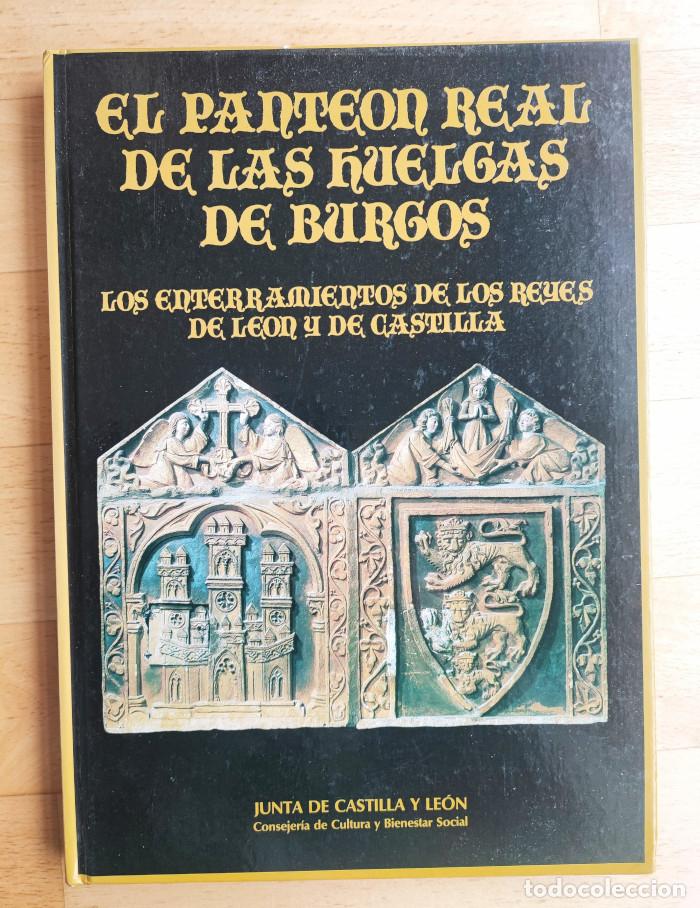 EL PANTEON REAL
DE LAS HUELGAS
DE BURGOS
LOS ENTERRAMIENTOS DE LOS REYES
DE LEON Y DE CASTILLA
JUNTA DE CASTILLA Y LEÓN
Consejería de Cultura y Bienestar Social
todocoleccion